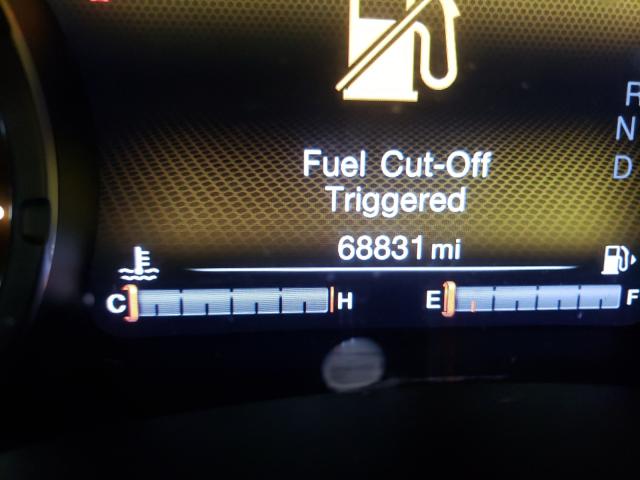 R
N
D
Fuel Cut-Off
Triggered
68831 mi
C H E F